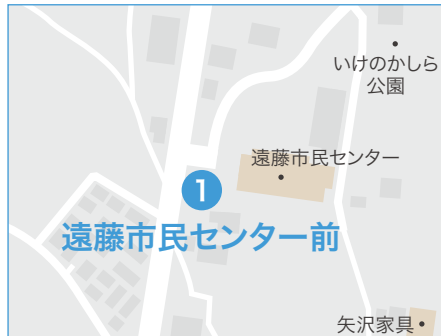 いけのかしら
公園
遠藤市民センター
1
遠藤市民センター前
矢沢家具